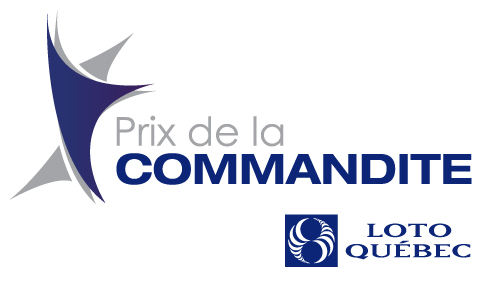 Prix de la
COMMANDITE
LOTO
QUÉBEC